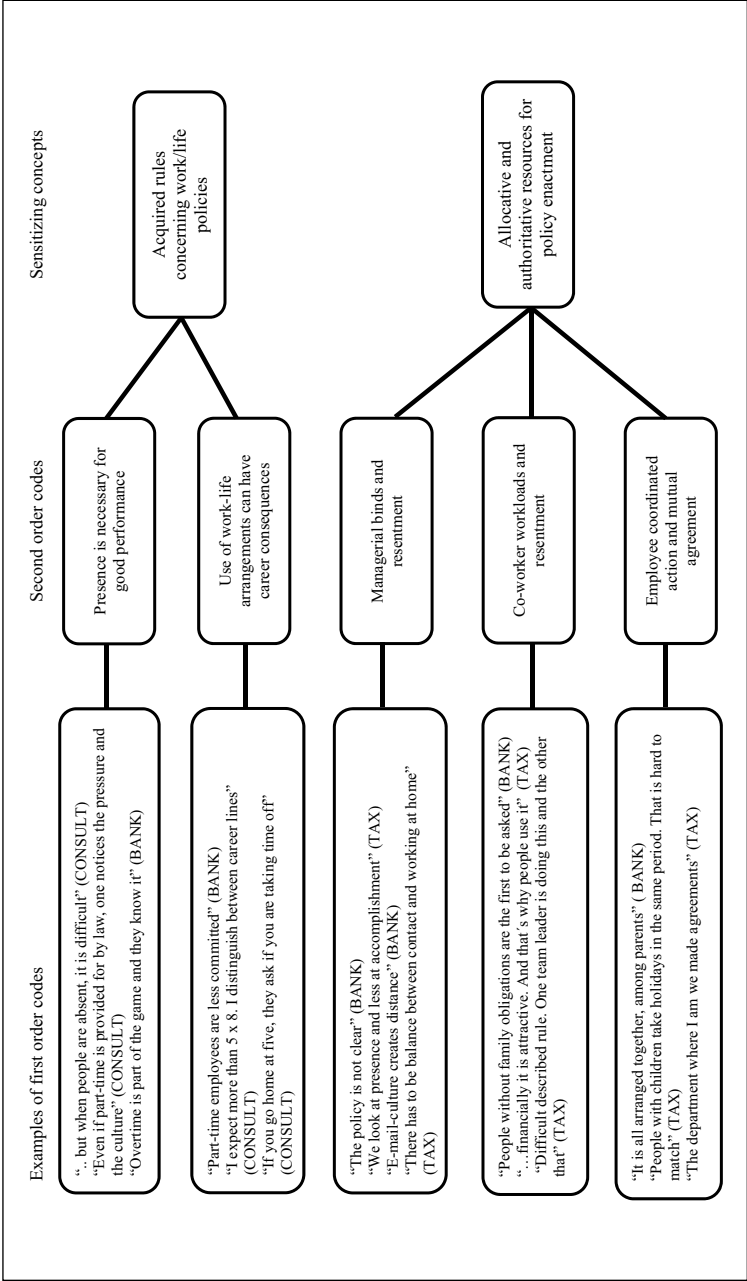 Examples of first order codes
Second order codes
Sensitizing concepts
“.. but when people are absent, it is difficult” (CONSULT)
“Even if part-time is provided for by law, one notices the pressure and
the culture” (CONSULT)
“Overtime is part of the game and they know it” (BANK)
Presence is necessary for
good performance
“Part-time employees are less committed” (BANK)
“I expect more than 5 x 8. I distinguish between career lines”
(CONSULT)
“If you go home at five, they ask if you are taking time off”
(CONSULT)
Use of work-life
arrangements can have
career consequences
Acquired rules
concerning work/life
policies
“The policy is not clear” (BANK)
“We look at presence and less at accomplishment” (TAX)
“E-mail-culture creates distance” (BANK)
“There has to be balance between contact and working at home”
(TAX)
Managerial binds and
resentment
“People without family obligations are the first to be asked” (BANK)
“…financially it is attractive. And that’s why people use it” (TAX)
“Difficult described rule. One team leader is doing this and the other
that” (TAX)
Co-worker workloads and
resentment
Allocative and
authoritative resources for
policy enactment
“It is all arranged together, among parents” ( BANK)
“People with children take holidays in the same period. That is hard to
match” (TAX)
“The department where I am we made agreements” (TAX)
Employee coordinated
action and mutual
agreement